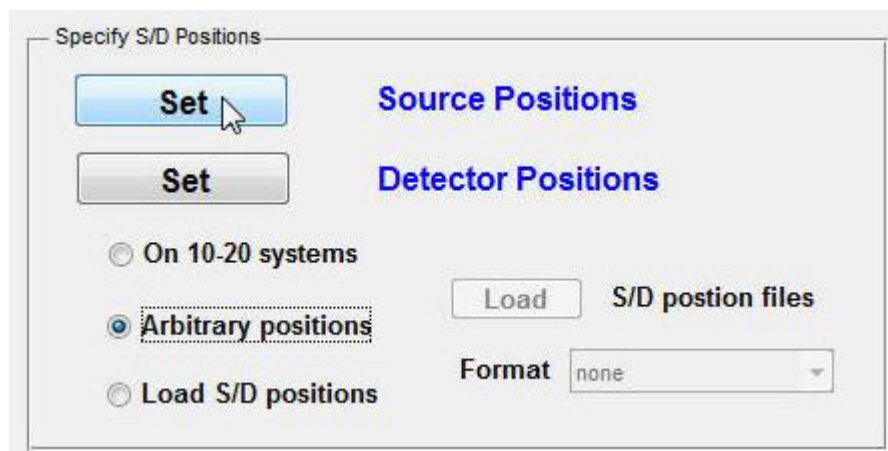 Specify S/D Positions
Set Source Positions
Set Detector Positions
On 10-20 systems
Load S/D postion files
Arbitrary positions
Format none
Load S/D positions